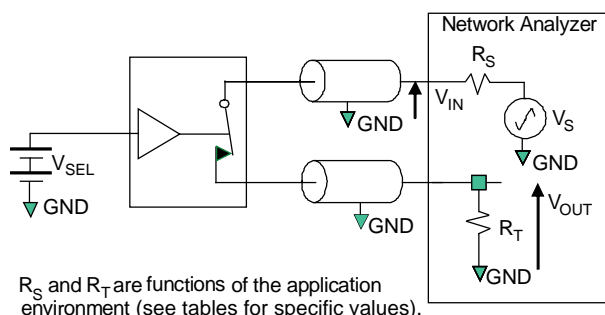 Network Analyzer
R_S
V_IN
GND
V_S
V_SEL
GND
GND
GND
V_OUT
R_T
GND
GND
R_S and R_T are functions of the application
environment (see tables for specific values).